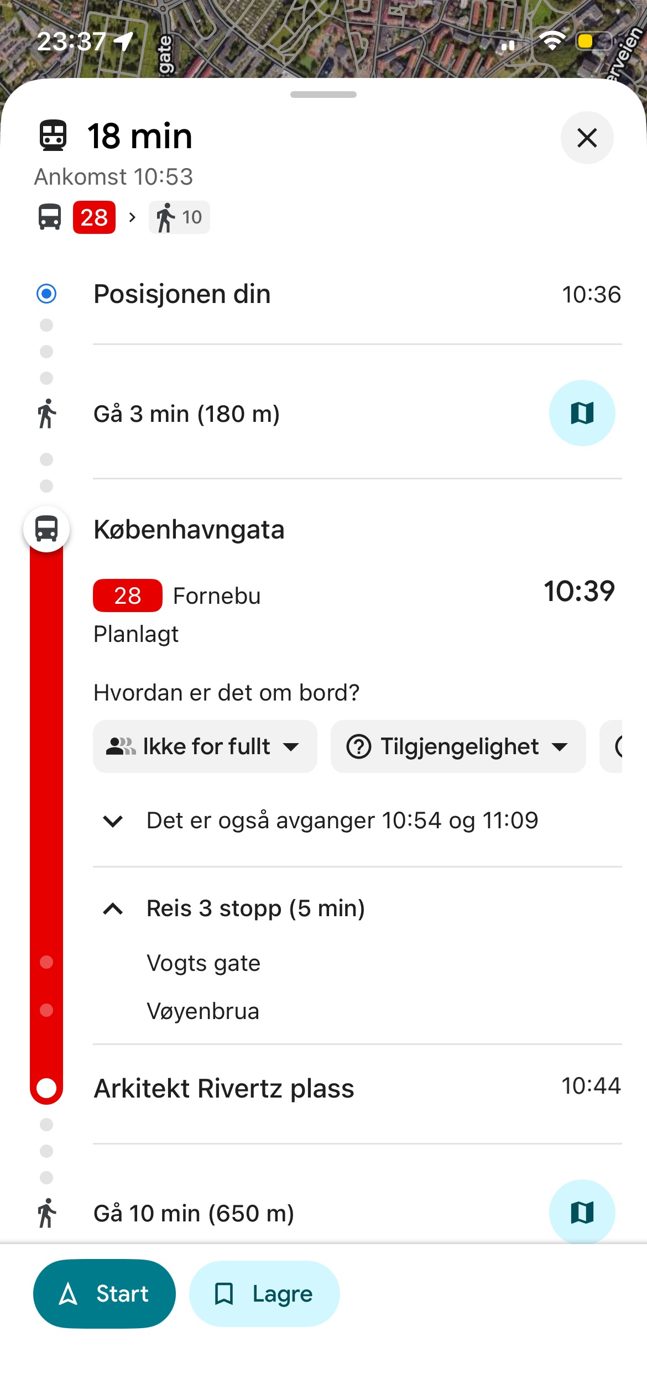 23:37
gate
erveien
18 min
Ankomst 10:53
28 10
Posisjonen din 10:36
Gå 3 min (180 m)
Københavngata
28 Fornebu 10:39
Planlagt
Hvordan er det om bord?
Ikke for fullt Tilgjengelighet
Det er også avganger 10:54 og 11:09
Reis 3 stopp (5 min)
Vogts gate
Vøyenbrua
Arkitekt Rivertz plass 10:44
Gå 10 min (650 m)
Start Lagre